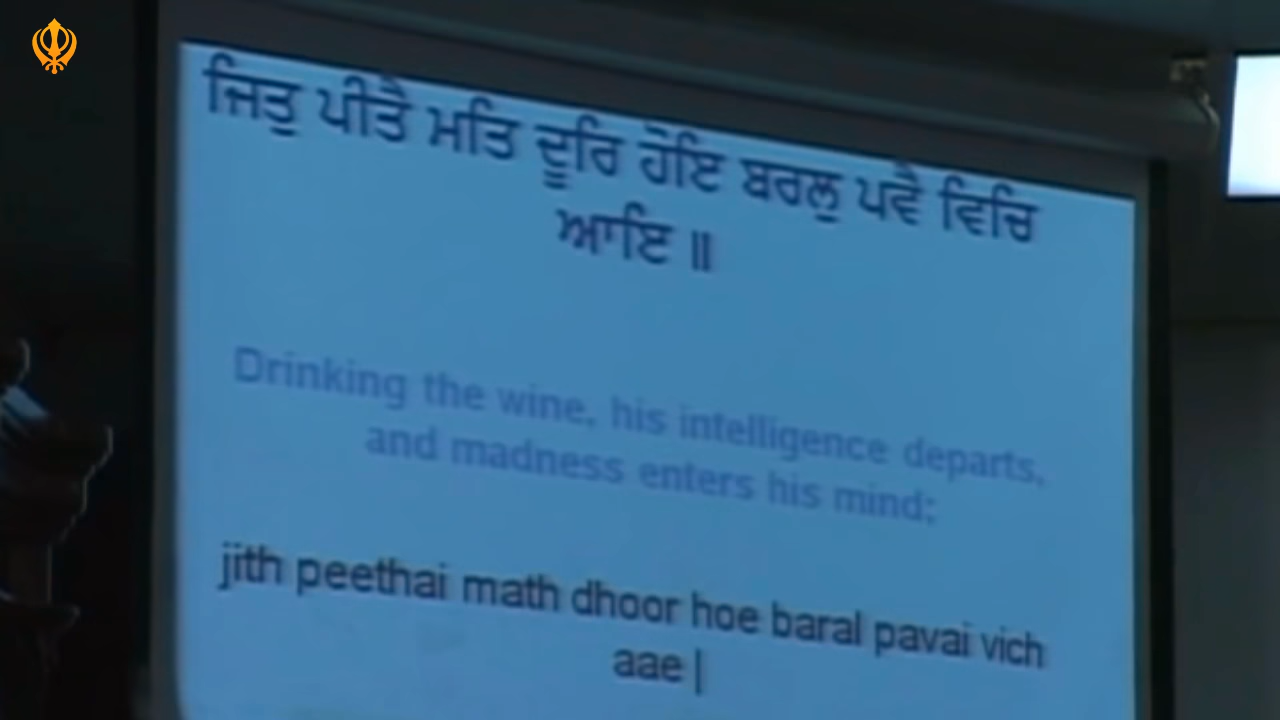 ਜਿਤੁ ਪੀਤੈ ਮਤਿ ਦੂਰਿ ਹੋਇ ਬਰਲੁ ਪਵੈ ਵਿਚਿ
ਆਇ ॥
Drinking the wine, his intelligence departs,
and madness enters his mind;
jith peethai math dhoor hoe baral pavai vich
aae |